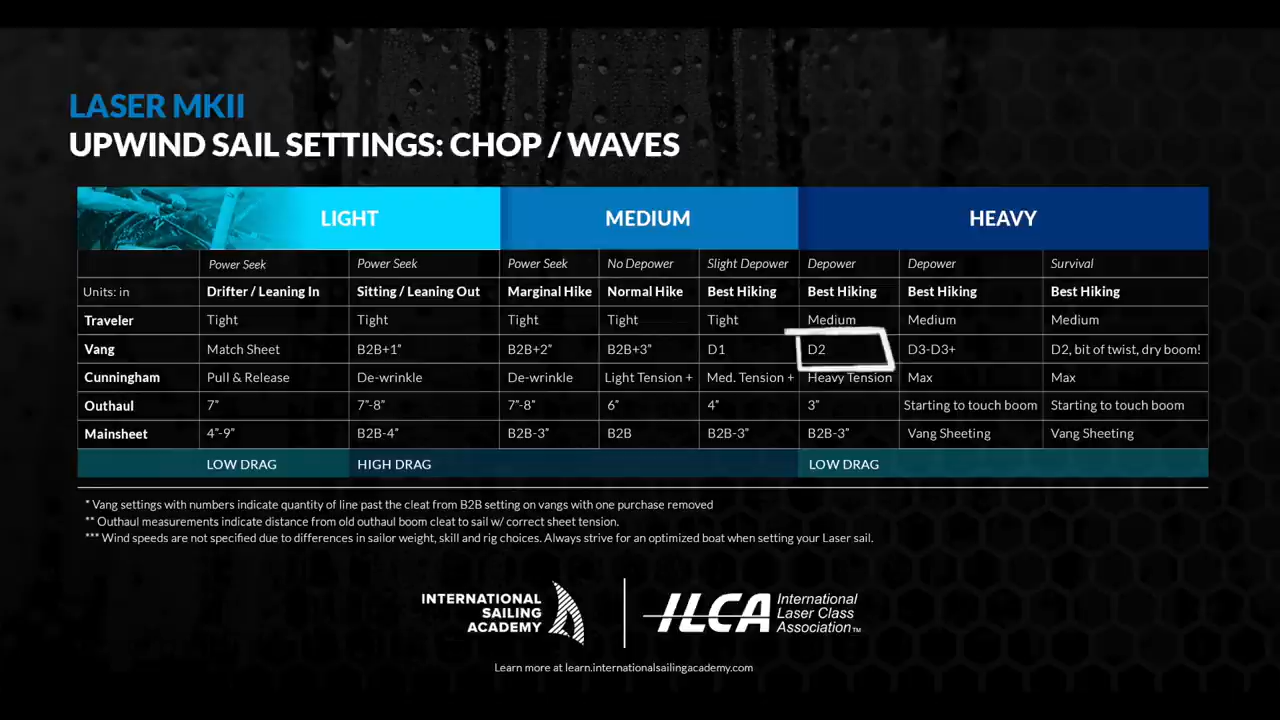 LASER MKII
UPWIND SAIL SETTINGS: CHOP / WAVES
LIGHT MEDIUM HEAVY
Power Seek Power Seek Power Seek No Depower Slight Depower Depower Depower Survival
Units: in Drifter / Leaning In Sitting / Leaning Out Marginal Hike Normal Hike Best Hiking Best Hiking Best Hiking Best Hiking
Traveler Tight Tight Tight Tight Tight Medium Medium Medium
Vang Match Sheet B2B+1" B2B+2" B2B+3" D1 D2 D3-D3+ D2, bit of twist, dry boom!
Cunningham Pull & Release De-wrinkle De-wrinkle Light Tension + Med. Tension + Heavy Tension Max Max
Outhaul 7" 7"-8" 7"-8" 6" 4" 3" Starting to touch boom Starting to touch boom
Mainsheet 4"-9" B2B-4" B2B-3" B2B B2B-3" B2B-3" Vang Sheeting Vang Sheeting
LOW DRAG HIGH DRAG LOW DRAG
* Vang settings with numbers indicate quantity of line past the cleat from B2B setting on vangs with one purchase removed
** Outhaul measurements indicate distance from old outhaul boom cleat to sail w/ correct sheet tension.
*** Wind speeds are not specified due to differences in sailor weight, skill and rig choices. Always strive for an optimized boat when setting your Laser sail.
INTERNATIONAL
SAILING
ACADEMY
ILCA
International
Laser Class
Association™
Learn more at learn.internationalsailingacademy.com